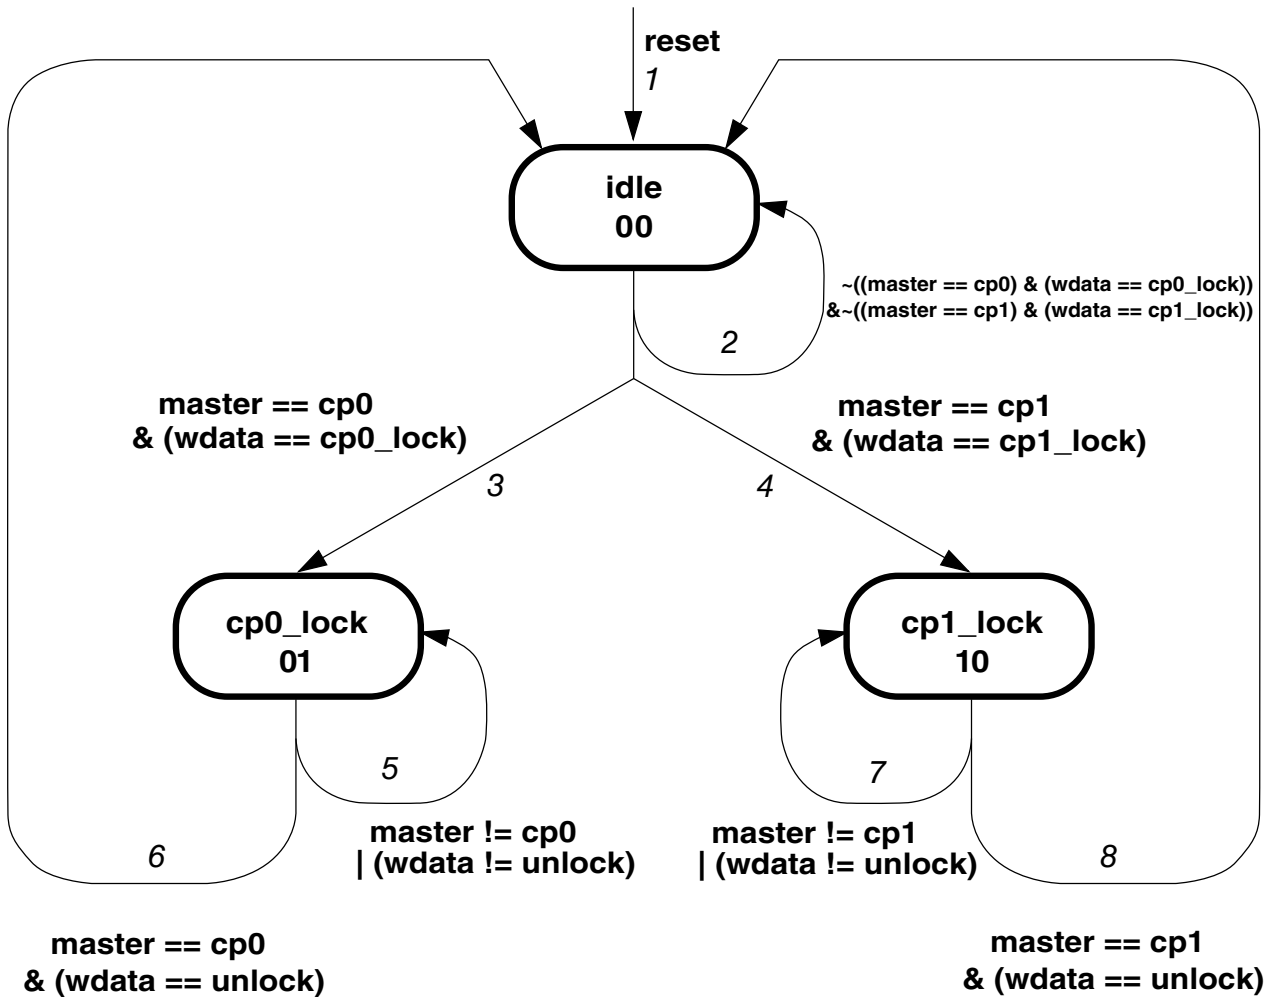 reset
1
idle
00
~((master == cp0) & (wdata == cp0_lock))
&~((master == cp1) & (wdata == cp1_lock))
2
master == cp0
& (wdata == cp0_lock)
master == cp1
& (wdata == cp1_lock)
3
4
cp0_lock
01
cp1_lock
10
5
7
master != cp0
| (wdata != unlock)
master != cp1
| (wdata != unlock)
6
8
master == cp0
& (wdata == unlock)
master == cp1
& (wdata == unlock)